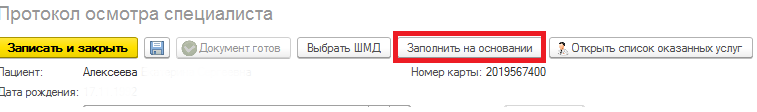 Протокол осмотра специалиста
Записать и закрыть Документ готов Выбрать ШМД Заполнить на основании Открыть список оказанных услуг
Пациент: Алексеева Номер карты: 2019567400
Дата рождения: